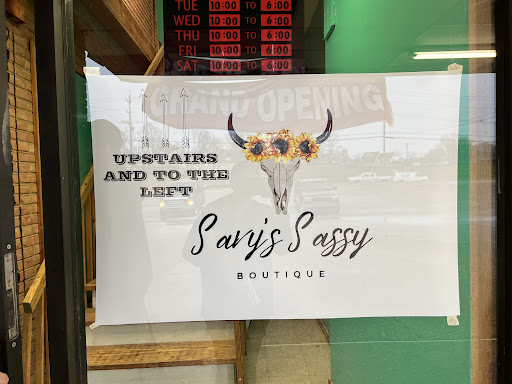 TUE 10:00 TO 6:00
WED 10:00 TO 6:00
THU 10:00 TO 6:00
FRI 10:00 TO 6:00
SAT 10:00 TO 6:00
GRAND OPENING
UPSTAIRS
AND TO THE
LEFT
Savy's Sassy
BOUTIQUE